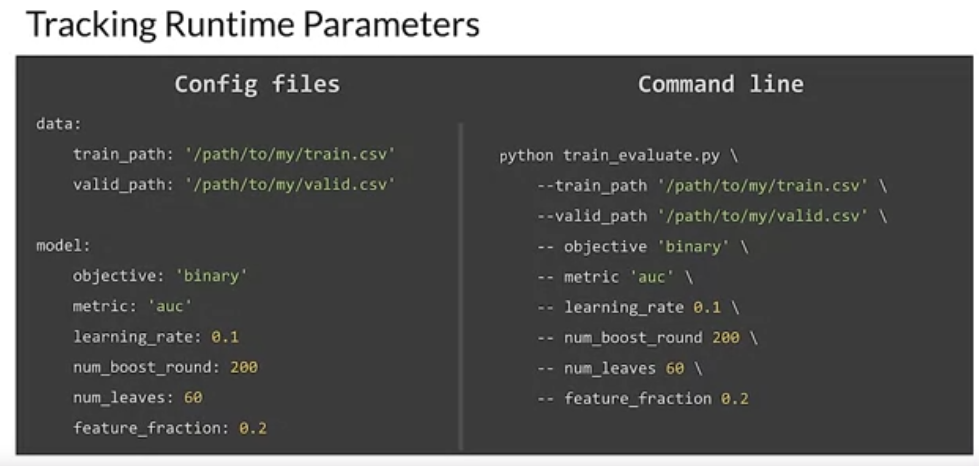 Tracking Runtime Parameters
Config files
data:
train_path: '/path/to/my/train.csv'
valid_path: '/path/to/my/valid.csv'
model:
objective: 'binary'
metric: 'auc'
learning_rate: 0.1
num_boost_round: 200
num_leaves: 60
feature_fraction: 0.2
Command line
python train_evaluate.py \
--train_path '/path/to/my/train.csv' \
--valid_path '/path/to/my/valid.csv' \
-- objective 'binary' \
-- metric 'auc' \
-- learning_rate 0.1 \
-- num_boost_round 200 \
-- num_leaves 60 \
-- feature_fraction 0.2